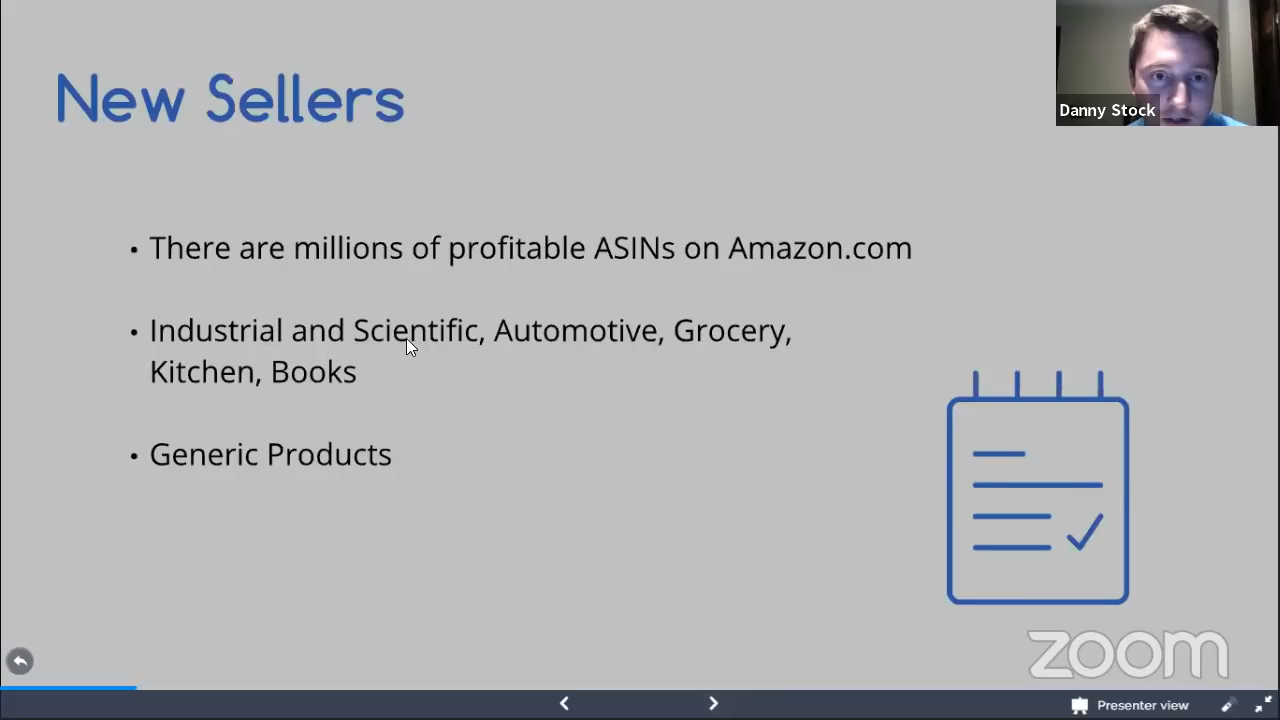 New Sellers
Danny Stock
• There are millions of profitable ASINs on Amazon.com
• Industrial and Scientific, Automotive, Grocery,
Kitchen, Books
• Generic Products
zoom
Presenter view